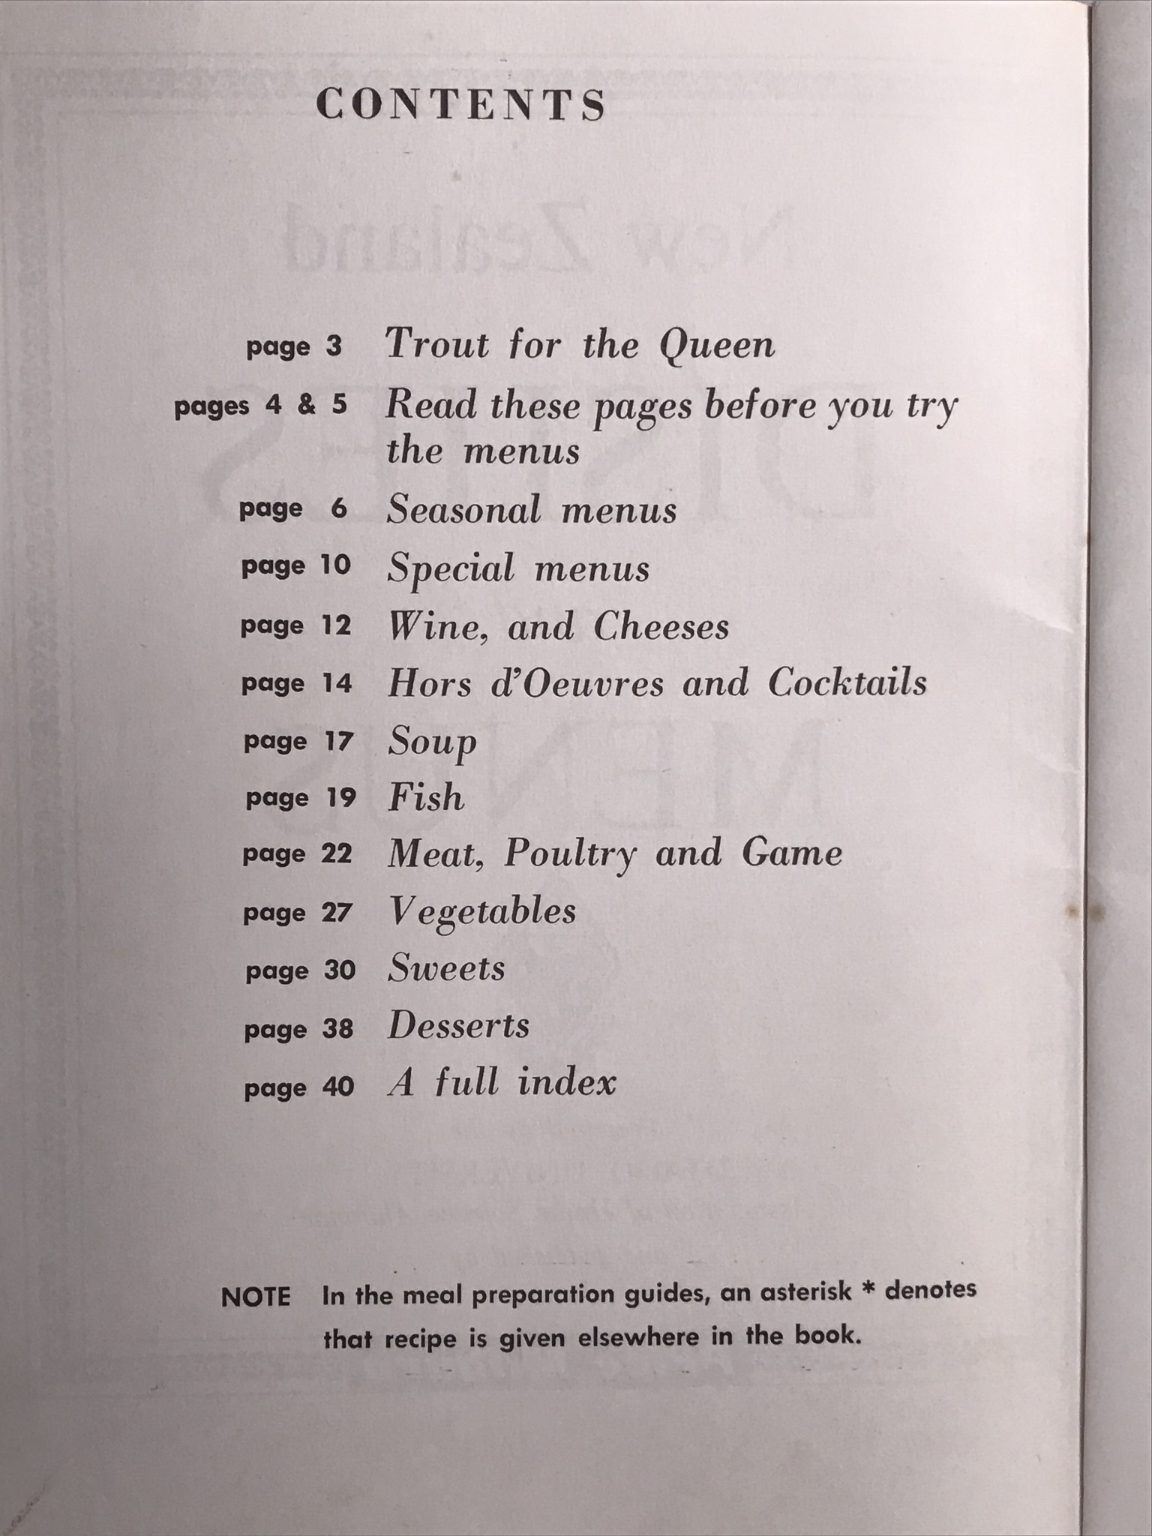 CONTENTS
page 3 Trout for the Queen
pages 4 & 5 Read these pages before you try
the menus
page 6 Seasonal menus
page 10 Special menus
page 12 Wine, and Cheeses
page 14 Hors d'Oeuvres and Cocktails
page 17 Soup
page 19 Fish
page 22 Meat, Poultry and Game
page 27 Vegetables
page 30 Sweets
page 38 Desserts
page 40 A full index
NOTE In the meal preparation guides, an asterisk * denotes
that recipe is given elsewhere in the book.